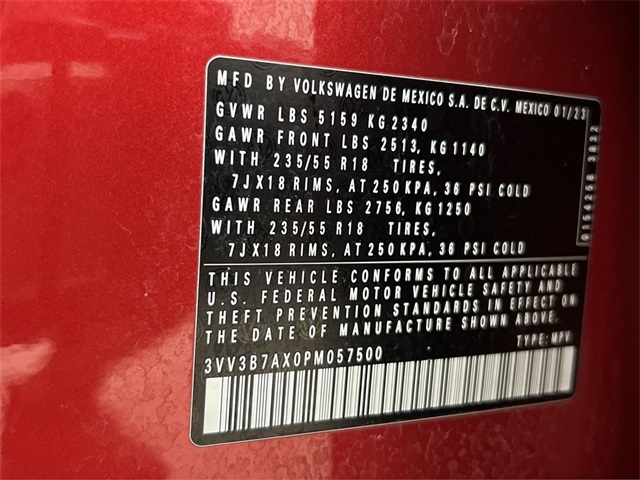 MFD BY VOLKSWAGEN DE MEXICO S.A. DE C.V. MEXICO 01/23
GVWR LBS 5159 KG 2340
GAWR FRONT LBS 2513, KG 1140
WITH 235/55 R18 TIRES,
7JX18 RIMS, AT 250 KPA, 36 PSI COLD
GAWR REAR LBS 2756, KG 1250
WITH 235/55 R18 TIRES,
7JX18 RIMS, AT 250 KPA, 36 PSI COLD
THIS VEHICLE CONFORMS TO ALL APPLICABLE
U.S. FEDERAL MOTOR VEHICLE SAFETY AND
THEFT PREVENTION STANDARDS IN EFFECT ON
THE DATE OF MANUFACTURE SHOWN ABOVE.
TYPE: MPV
3VV3B7AX0PM057500